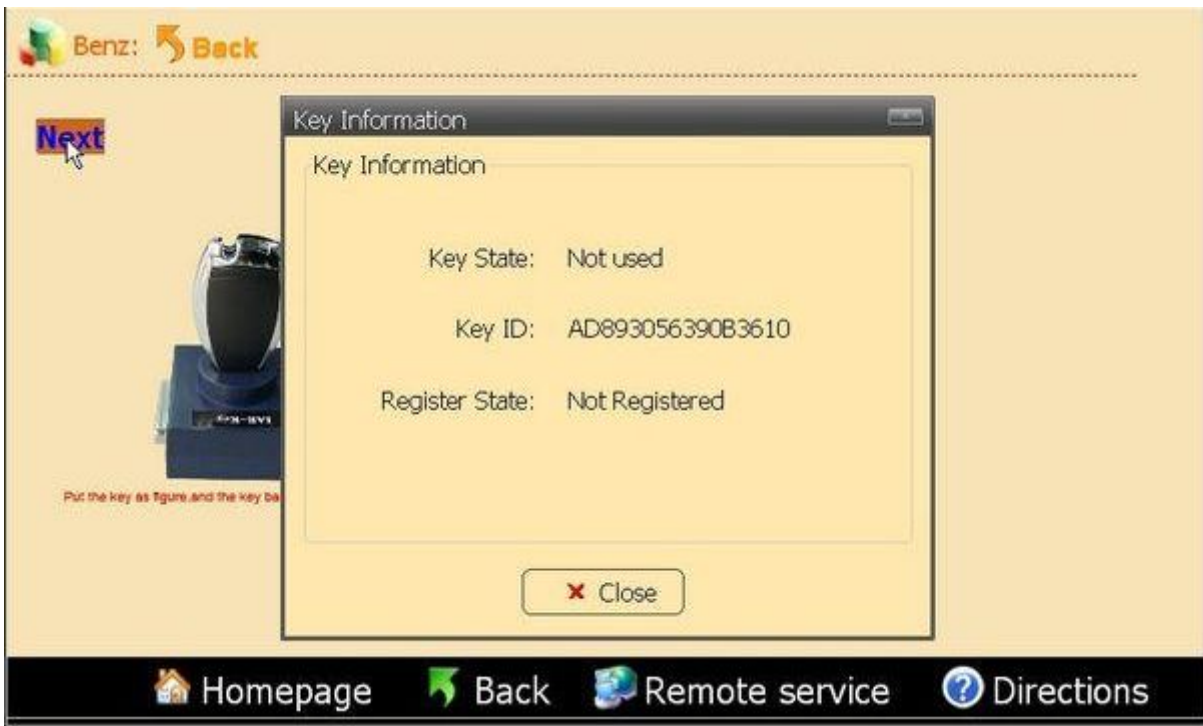 Benz: Back
Next
Key Information
Key Information
Key State: Not used
Key ID: AD893056390B3610
Register State: Not Registered
Put the key as figure,and the key ba
Close
Homepage Back Remote service Directions